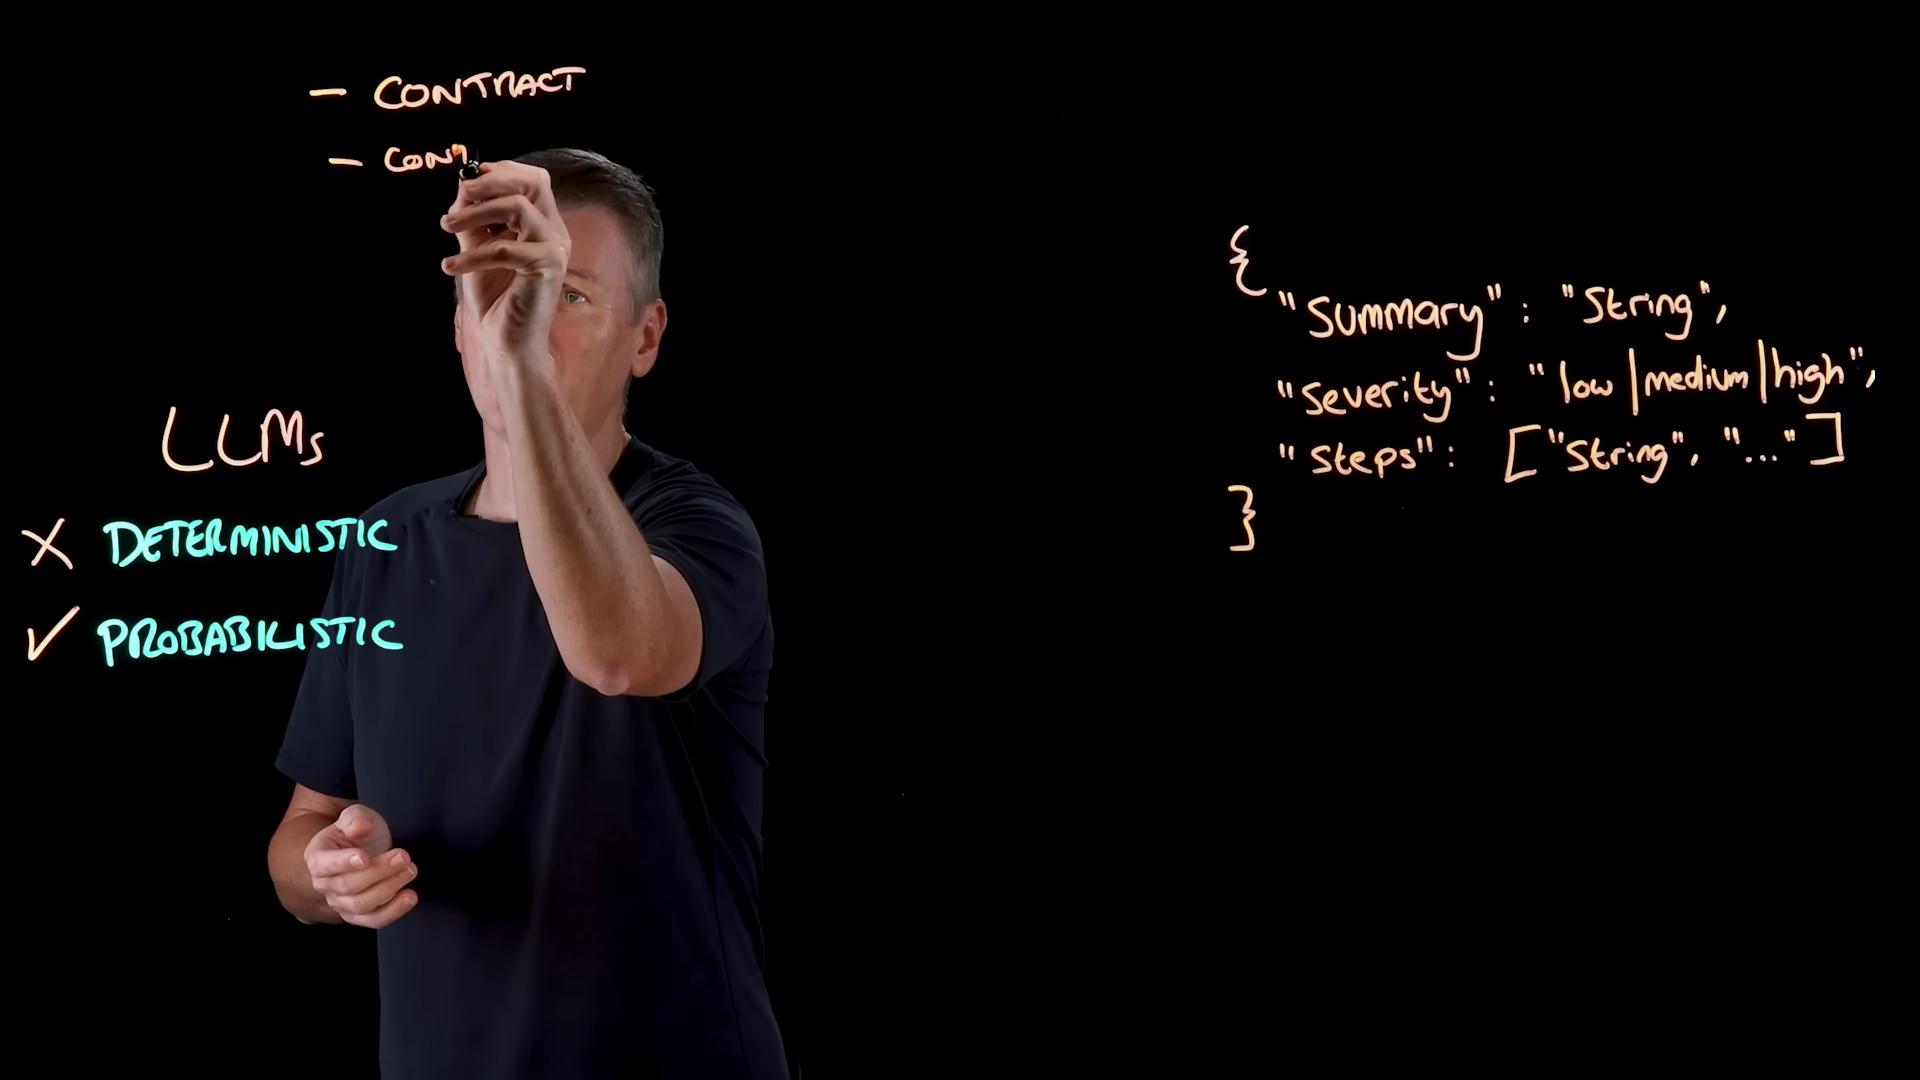 - CONTRACT
- CON
LLMs
X DETERMINISTIC
✓ PROBABILISTIC
{
"Summary": "String",
"Severity": "low|medium|high",
"Steps": ["String", "..."]
}